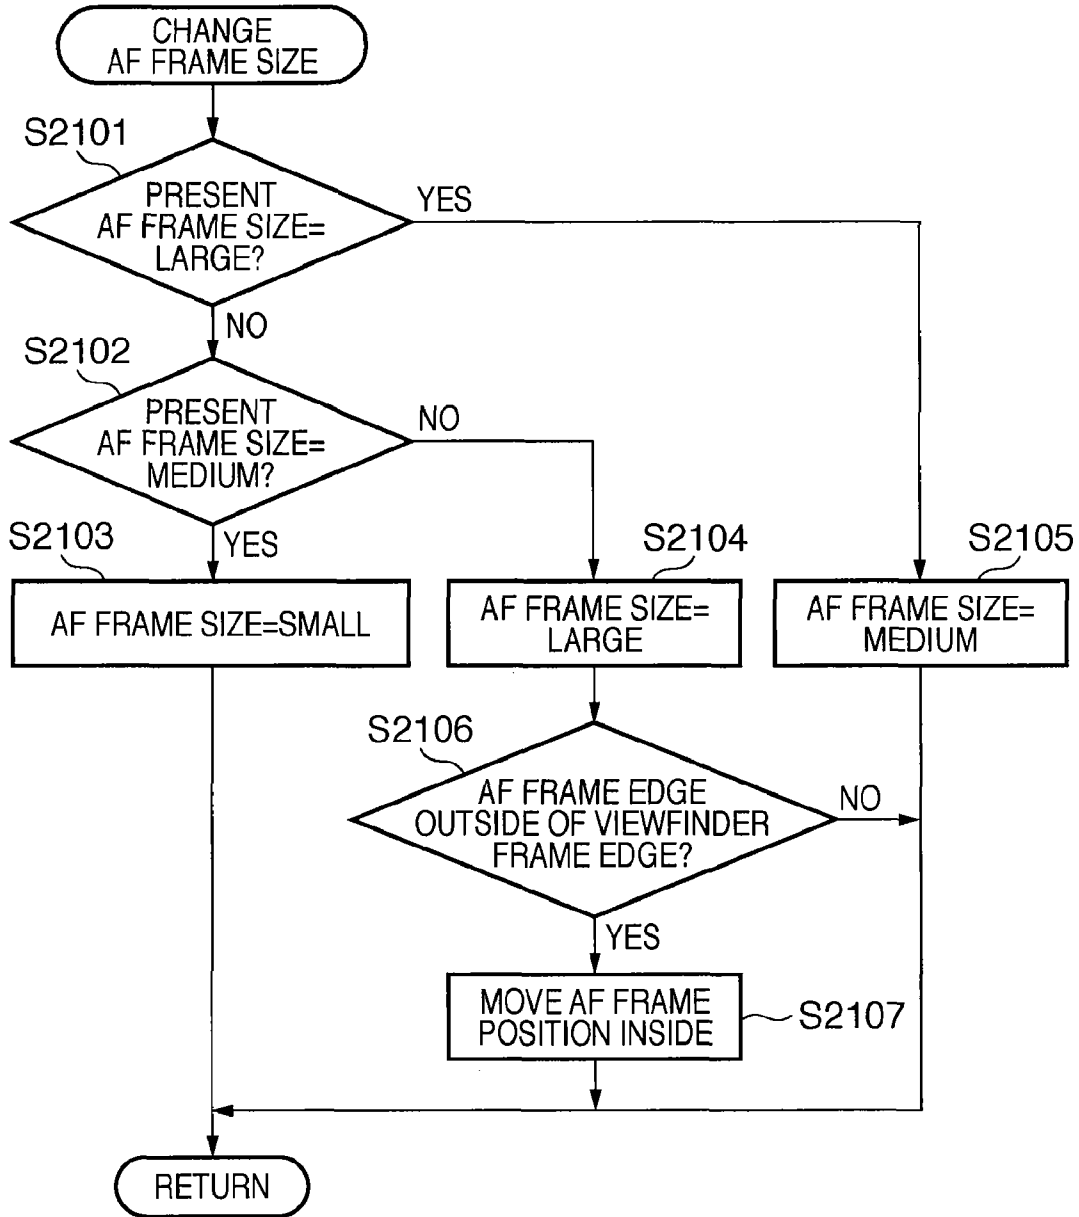 CHANGE
AF FRAME SIZE
S2101
PRESENT
AF FRAME SIZE=
LARGE?
YES
NO
S2102
PRESENT
AF FRAME SIZE=
MEDIUM?
NO
YES
S2103
AF FRAME SIZE=SMALL
S2104
AF FRAME SIZE=
LARGE
S2105
AF FRAME SIZE=
MEDIUM
S2106
AF FRAME EDGE
OUTSIDE OF VIEWFINDER
FRAME EDGE?
NO
YES
MOVE AF FRAME
POSITION INSIDE
S2107
RETURN